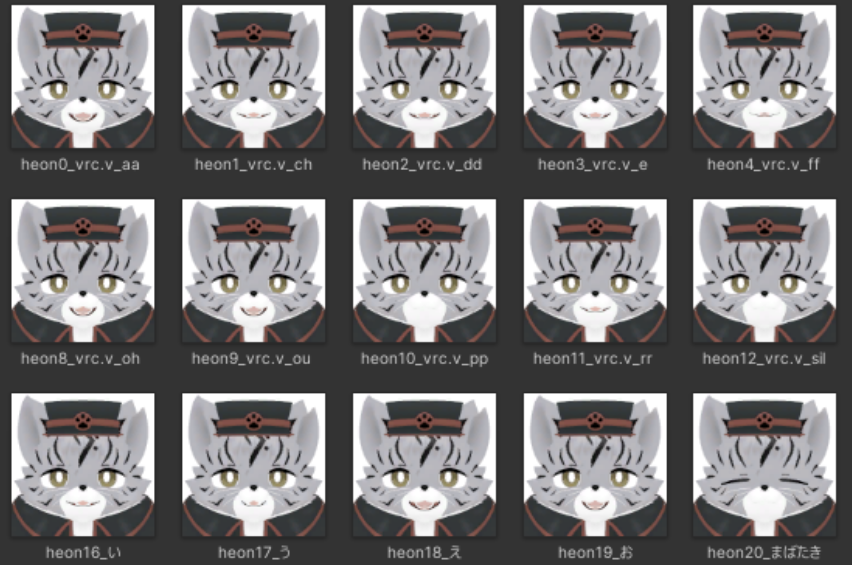 heon0_vrc.v_aa heon1_vrc.v_ch heon2_vrc.v_dd heon3_vrc.v_e heon4_vrc.v_ff
heon8_vrc.v_oh heon9_vrc.v_ou heon10_vrc.v_pp heon11_vrc.v_rr heon12_vrc.v_sil
heon16_い heon17_う heon18_え heon19_お heon20_まばたき